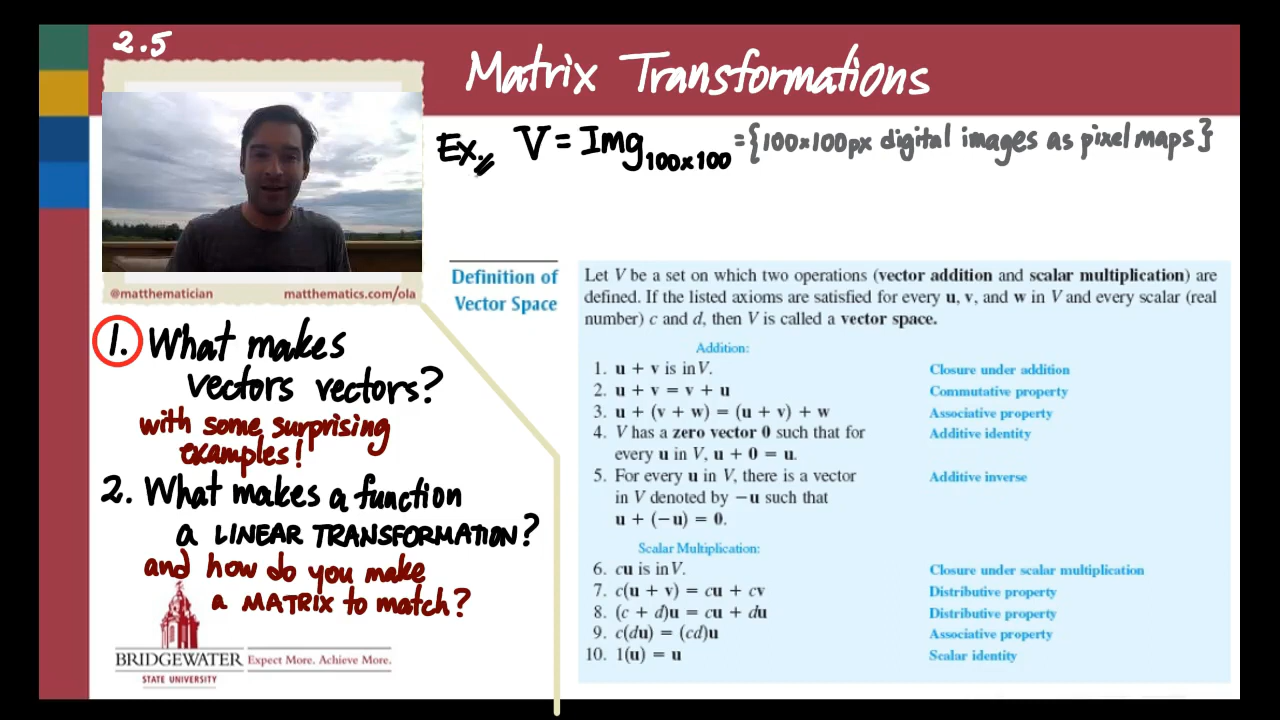 2.5
Matrix Transformations
Ex, V = Img 100×100 = {100×100px digital images as pixel maps}
@matthematician matthematics.com/ola
1. What makes
vectors vectors?
with some surprising
examples!
2. What makes a function
a LINEAR TRANSFORMATION?
and how do you make
a MATRIX to match?
BRIDGEWATER Expect More. Achieve More.
STATE UNIVERSITY
Definition of
Vector Space
Let V be a set on which two operations (vector addition and scalar multiplication) are
defined. If the listed axioms are satisfied for every u, v, and w in V and every scalar (real
number) c and d, then V is called a vector space.
Addition:
1. u + v is in V. Closure under addition
2. u + v = v + u Commutative property
3. u + (v + w) = (u + v) + w Associative property
4. V has a zero vector 0 such that for Additive identity
every u in V, u + 0 = u.
5. For every u in V, there is a vector Additive inverse
in V denoted by −u such that
u + (−u) = 0.
Scalar Multiplication:
6. cu is in V. Closure under scalar multiplication
7. c(u + v) = cu + cv Distributive property
8. (c + d)u = cu + du Distributive property
9. c(du) = (cd)u Associative property
10. 1(u) = u Scalar identity